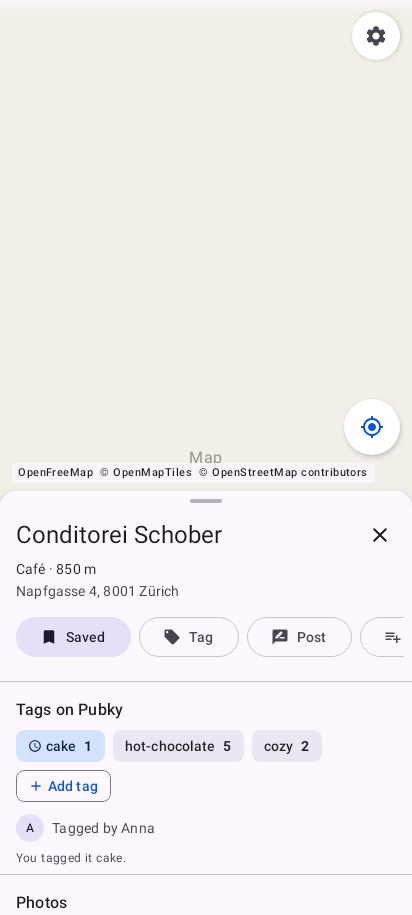 Map
OpenFreeMap © OpenMapTiles © OpenStreetMap contributors
Conditorei Schober
Café · 850 m
Napfgasse 4, 8001 Zürich
Saved Tag Post
Tags on Pubky
cake 1 hot-chocolate 5 cozy 2
Add tag
A Tagged by Anna
You tagged it cake.
Photos